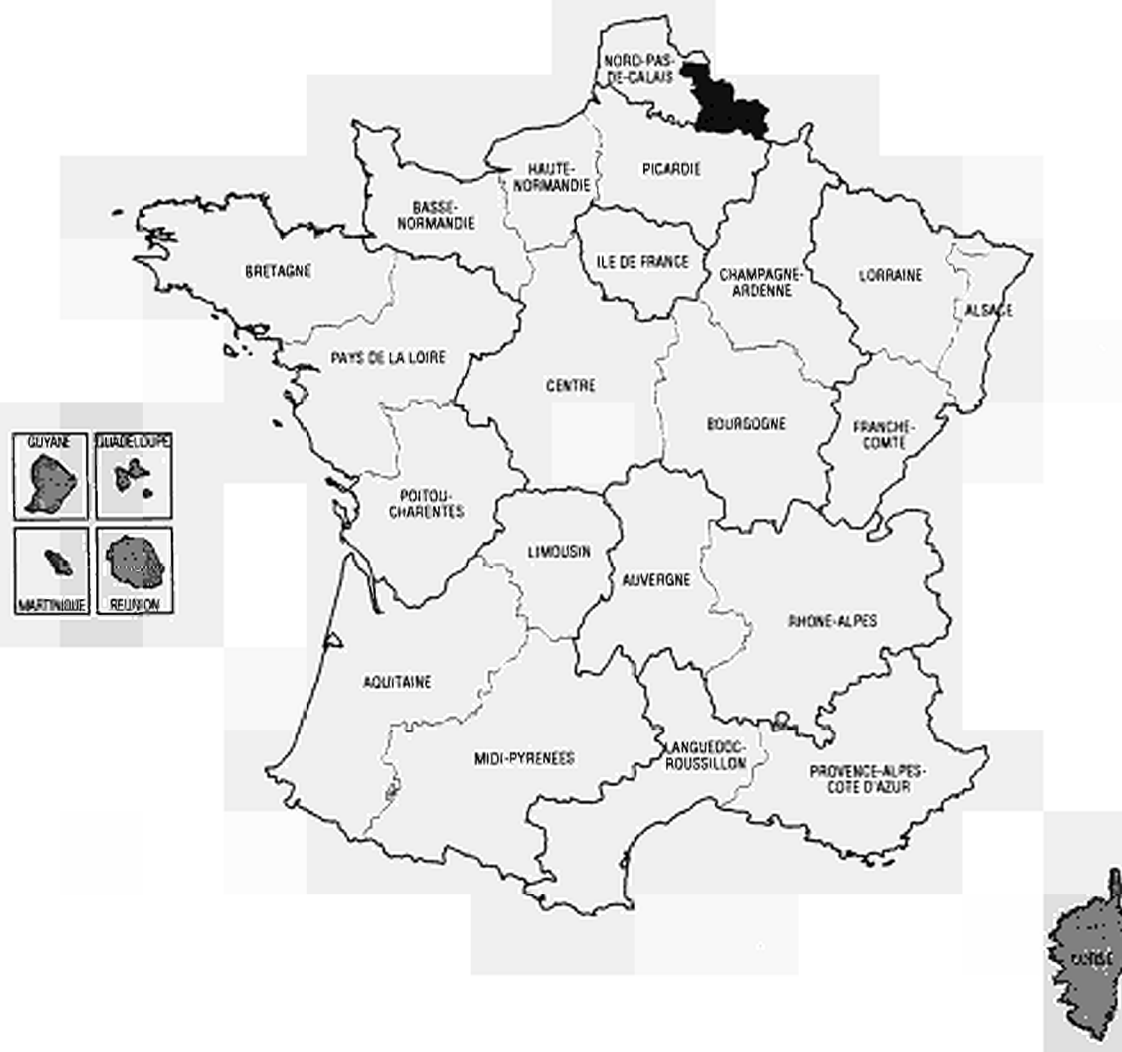 NORD-PAS-
DE-CALAIS
HAUTE-
NORMANDIE
PICARDIE
BASSE-
NORMANDIE
ILE DE FRANCE
CHAMPAGNE-
ARDENNE
LORRAINE
ALSACE
BRETAGNE
PAYS DE LA LOIRE
CENTRE
BOURGOGNE
FRANCHE-
COMTE
GUYANE
GUADELOUPE
MARTINIQUE
REUNION
POITOU-
CHARENTES
LIMOUSIN
AUVERGNE
RHONE-ALPES
AQUITAINE
MIDI-PYRENEES
LANGUEDOC-
ROUSSILLON
PROVENCE-ALPES-
COTE D'AZUR
CORSE